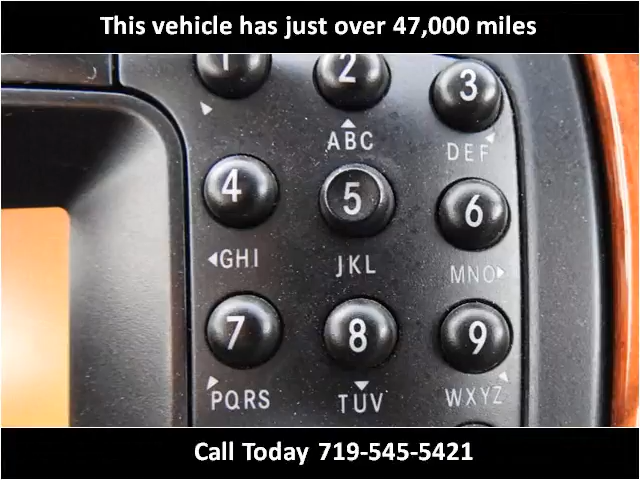 This vehicle has just over 47,000 miles
1 2 3
ABC DEF
4 5 6
GHI JKL MNO
7 8 9
PQRS TUV WXYZ
Call Today 719-545-5421